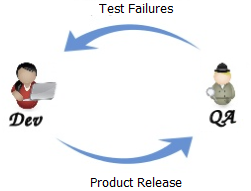 Test Failures
Dev
QA
Product Release